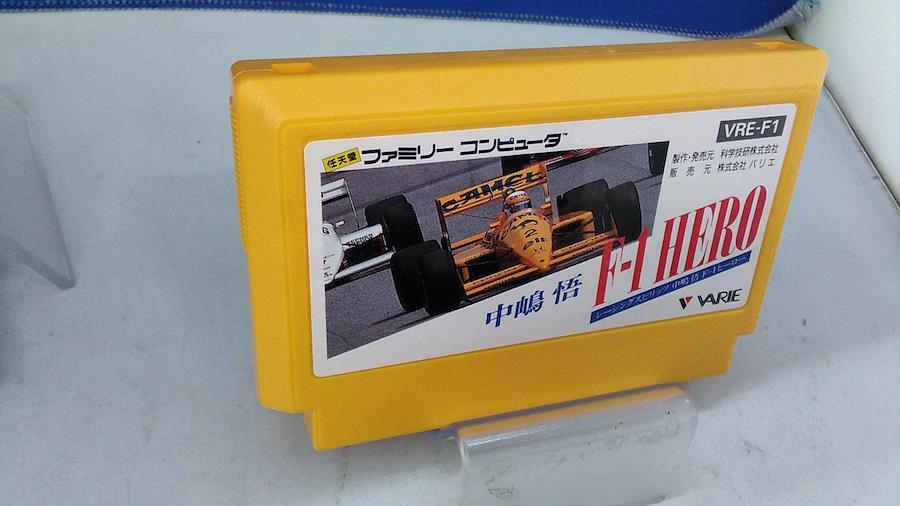 任天堂 ファミリー コンピュータ™
VRE-F1
製作・発売元 科学技研株式会社
販売元 株式会社バリエ
CAMEL
中嶋 悟
F-1 HERO
レーシングスピリッツ 中嶋 悟 F-1ヒーロー
VARIE